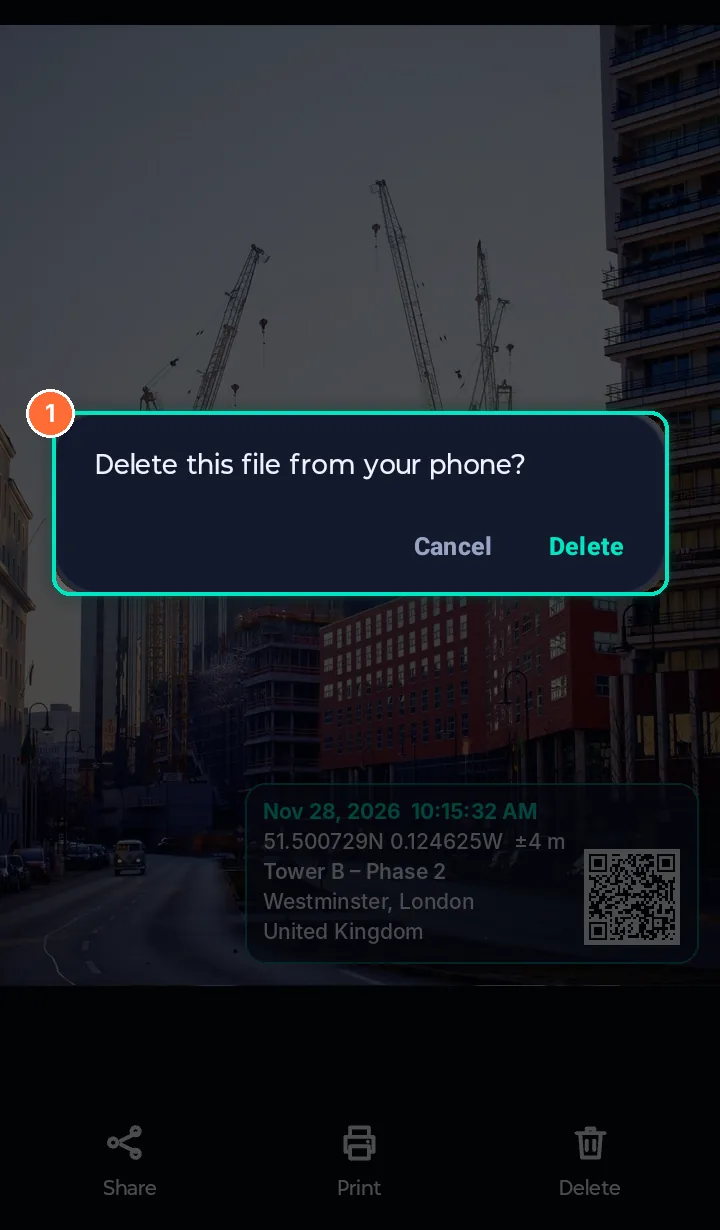 1
Delete this file from your phone?
Cancel Delete
Nov 28, 2026 10:15:32 AM
51.500729N 0.124625W ±4 m
Tower B – Phase 2
Westminster, London
United Kingdom
Share Print Delete